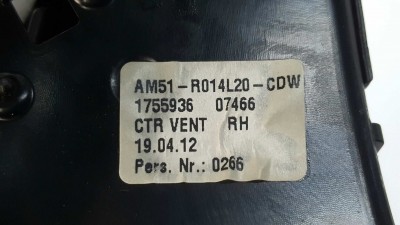 AM51-R014L20-CDW
1755936 07466
CTR VENT RH
19.04.12
Pers. Nr.: 0266